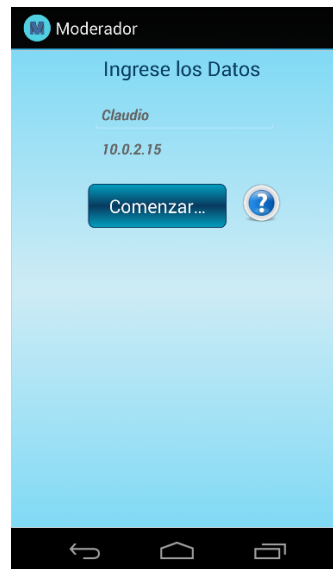 M Moderador
Ingrese los Datos
Claudio
10.0.2.15
Comenzar...
?